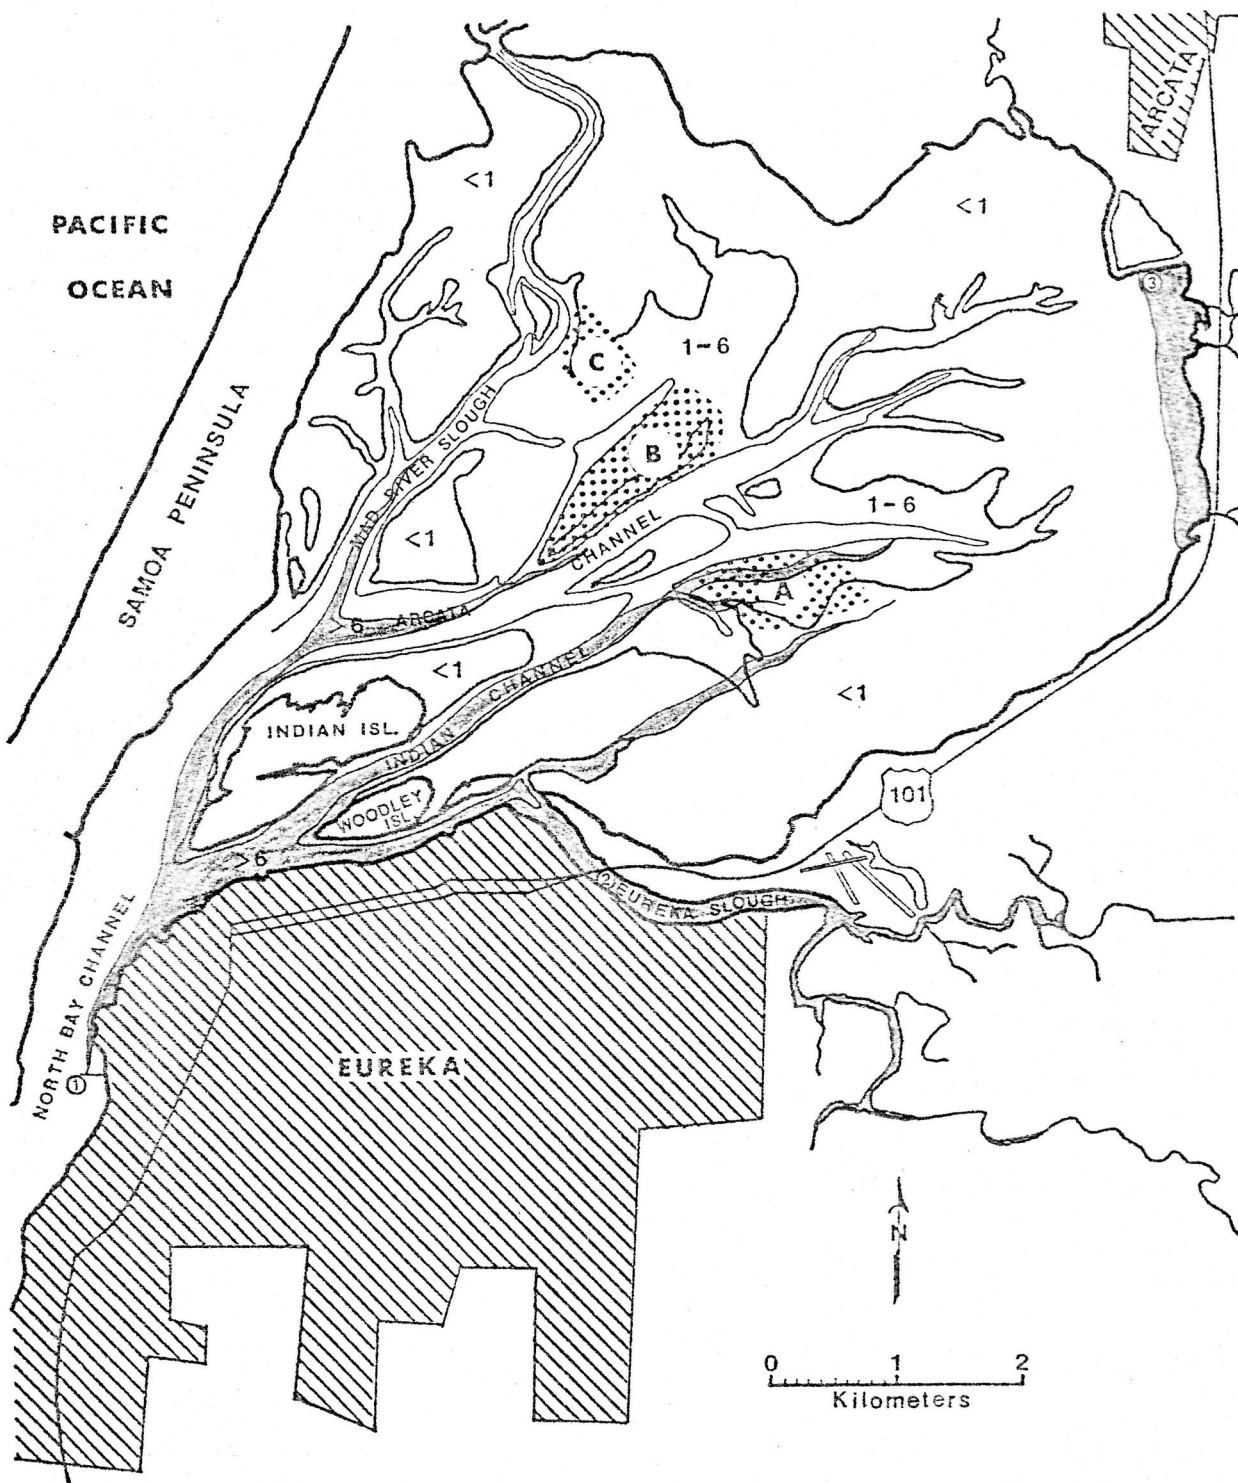 ARCATA
<1
<1
PACIFIC
OCEAN
3
C
1-6
SAMOA PENINSULA
MAD RIVER SLOUGH
B
1-6
<1
CHANNEL
A
>6
ARCATA
<1
CHANNEL
<1
INDIAN ISL.
INDIAN
101
WOODLEY
ISL.
>6
2
EUREKA SLOUGH
NORTH BAY CHANNEL
EUREKA
1
N
0 1 2
Kilometers